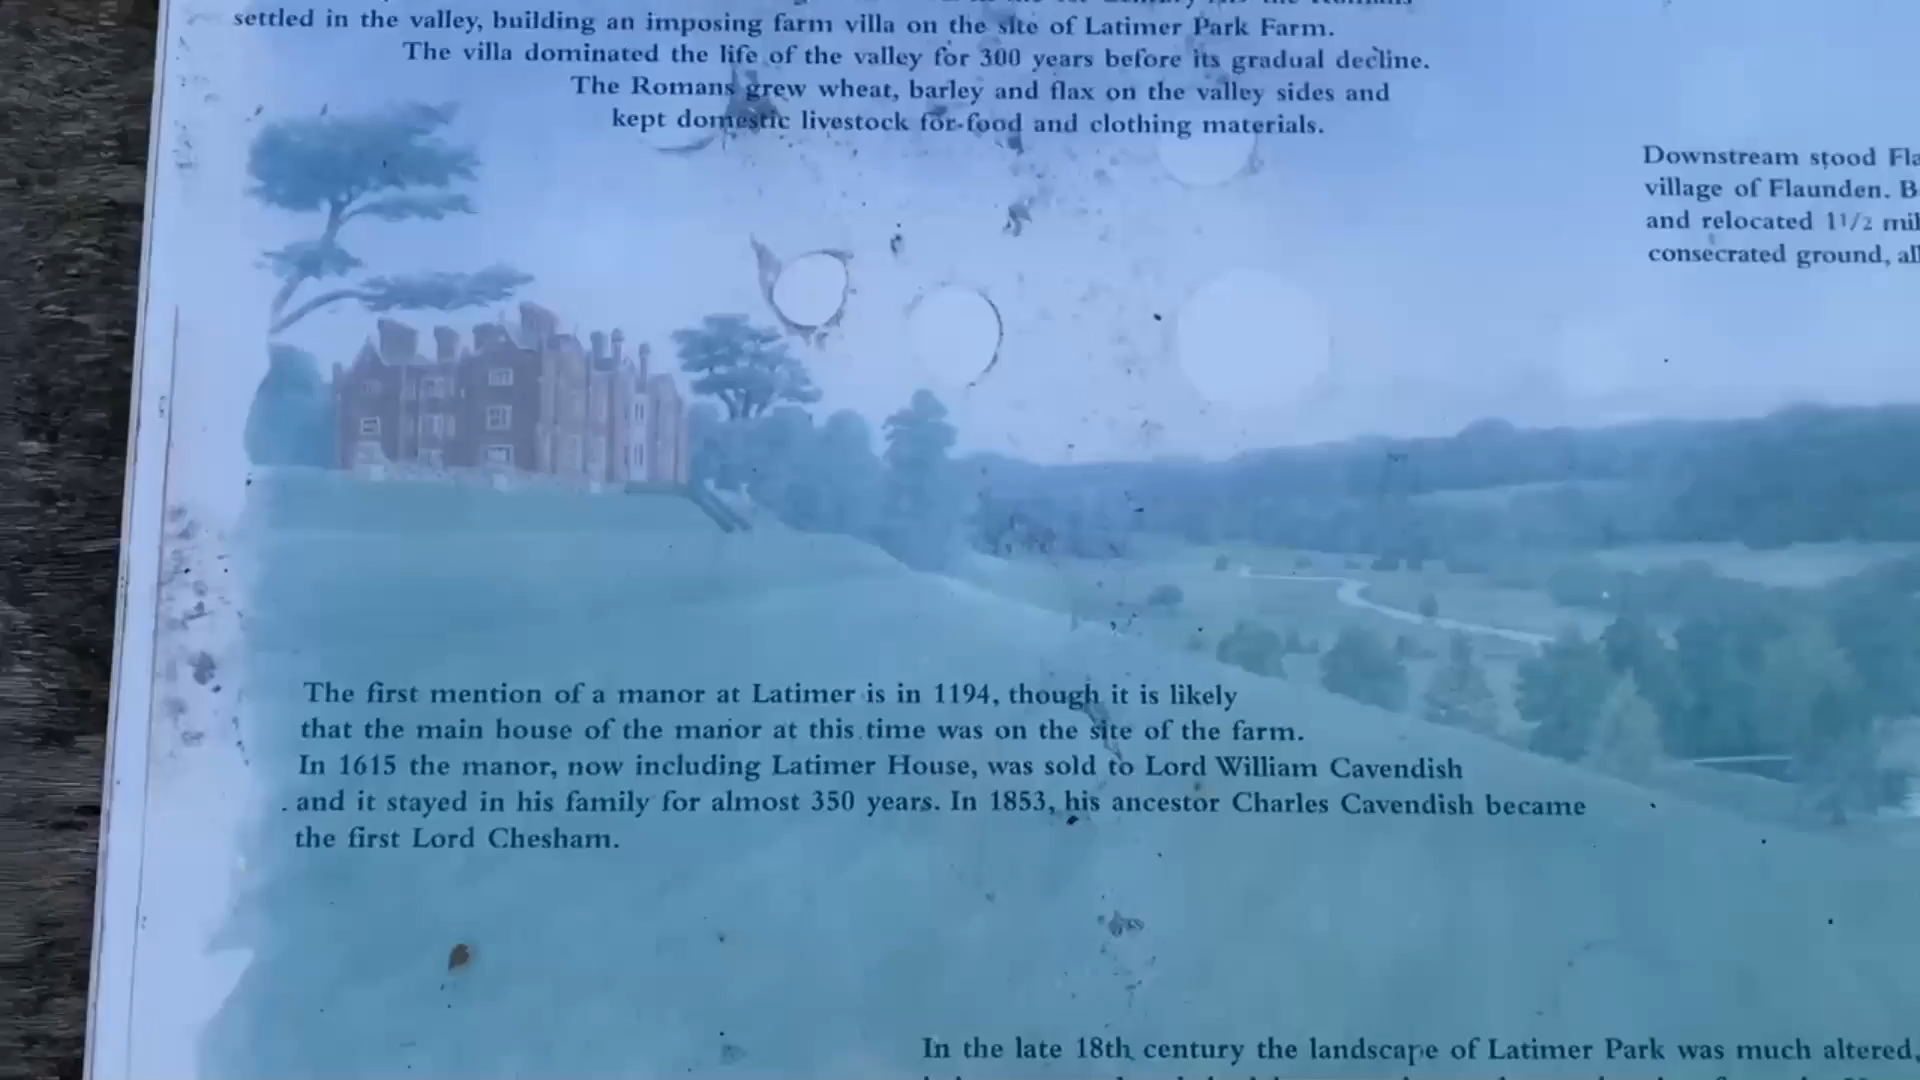 settled in the valley, building an imposing farm villa on the site of Latimer Park Farm.
The villa dominated the life of the valley for 300 years before its gradual decline.
The Romans grew wheat, barley and flax on the valley sides and
kept domestic livestock for food and clothing materials.
Downstream stood Fla
village of Flaunden. B
and relocated 1 1/2 mil
consecrated ground, all
The first mention of a manor at Latimer is in 1194, though it is likely
that the main house of the manor at this time was on the site of the farm.
In 1615 the manor, now including Latimer House, was sold to Lord William Cavendish
and it stayed in his family for almost 350 years. In 1853, his ancestor Charles Cavendish became
the first Lord Chesham.
In the late 18th century the landscape of Latimer Park was much altered,